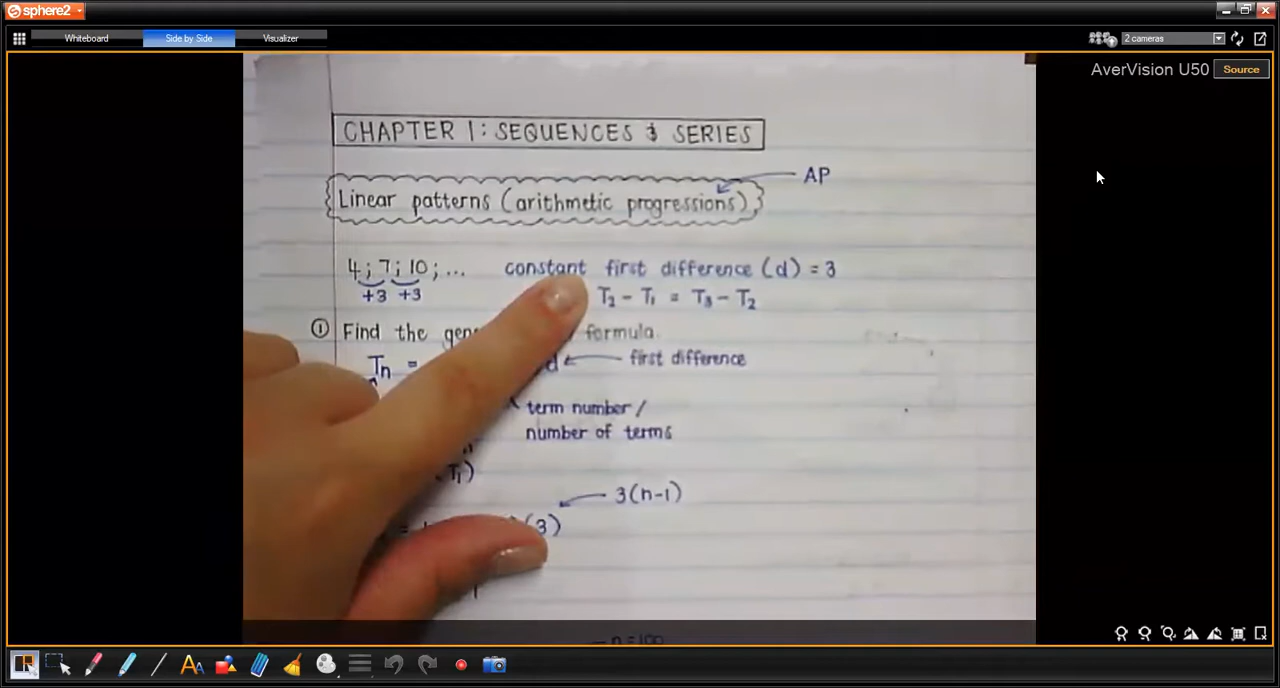 sphere2
Whiteboard
Side by Side
Visualizer
2 cameras
AverVision U50
Source
CHAPTER 1: SEQUENCES & SERIES
AP
Linear patterns (arithmetic progressions)
4; 7; 10; ... constant first difference (d) = 3
+3 +3 T₂ - T₁ = T₃ - T₂
① Find the formula.
Tn = d first difference
term number /
number of terms
T₁)
3(n-1)
(3)
n = 100